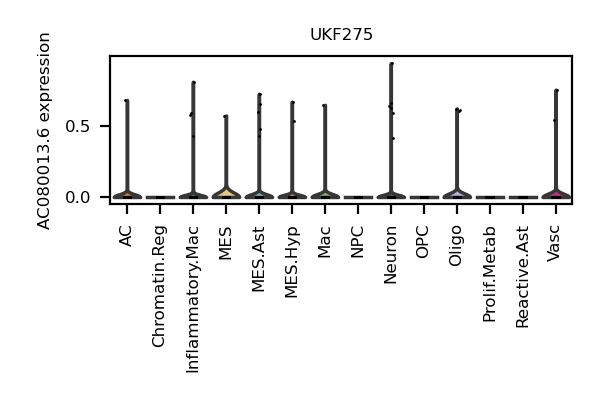 UKF275
AC080013.6 expression
0.5
0.0
AC
Chromatin.Reg
Inflammatory.Mac
MES
MES.Ast
MES.Hyp
Mac
NPC
Neuron
OPC
Oligo
Prolif.Metab
Reactive.Ast
Vasc